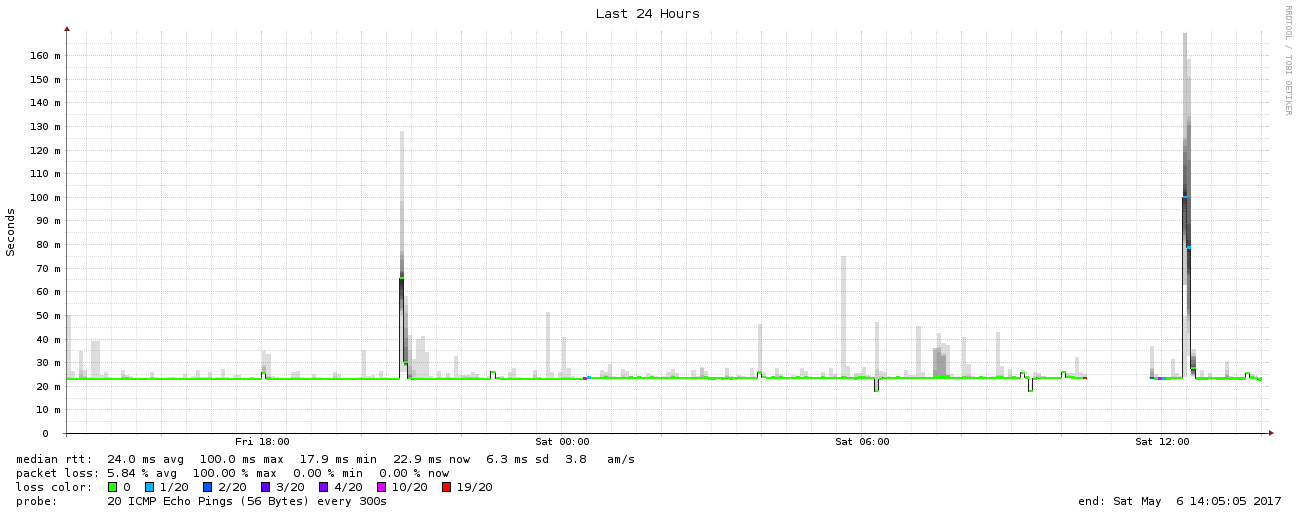 Last 24 Hours
RRDTOOL / TOBI OETIKER
Seconds
160 m
150 m
140 m
130 m
120 m
110 m
100 m
90 m
80 m
70 m
60 m
50 m
40 m
30 m
20 m
10 m
0
Fri 18:00 Sat 00:00 Sat 06:00 Sat 12:00
median rtt: 24.0 ms avg 100.0 ms max 17.9 ms min 22.9 ms now 6.3 ms sd 3.8 am/s
packet loss: 5.84 % avg 100.00 % max 0.00 % min 0.00 % now
loss color: 0 1/20 2/20 3/20 4/20 10/20 19/20
probe: 20 ICMP Echo Pings (56 Bytes) every 300s end: Sat May 6 14:05:05 2017